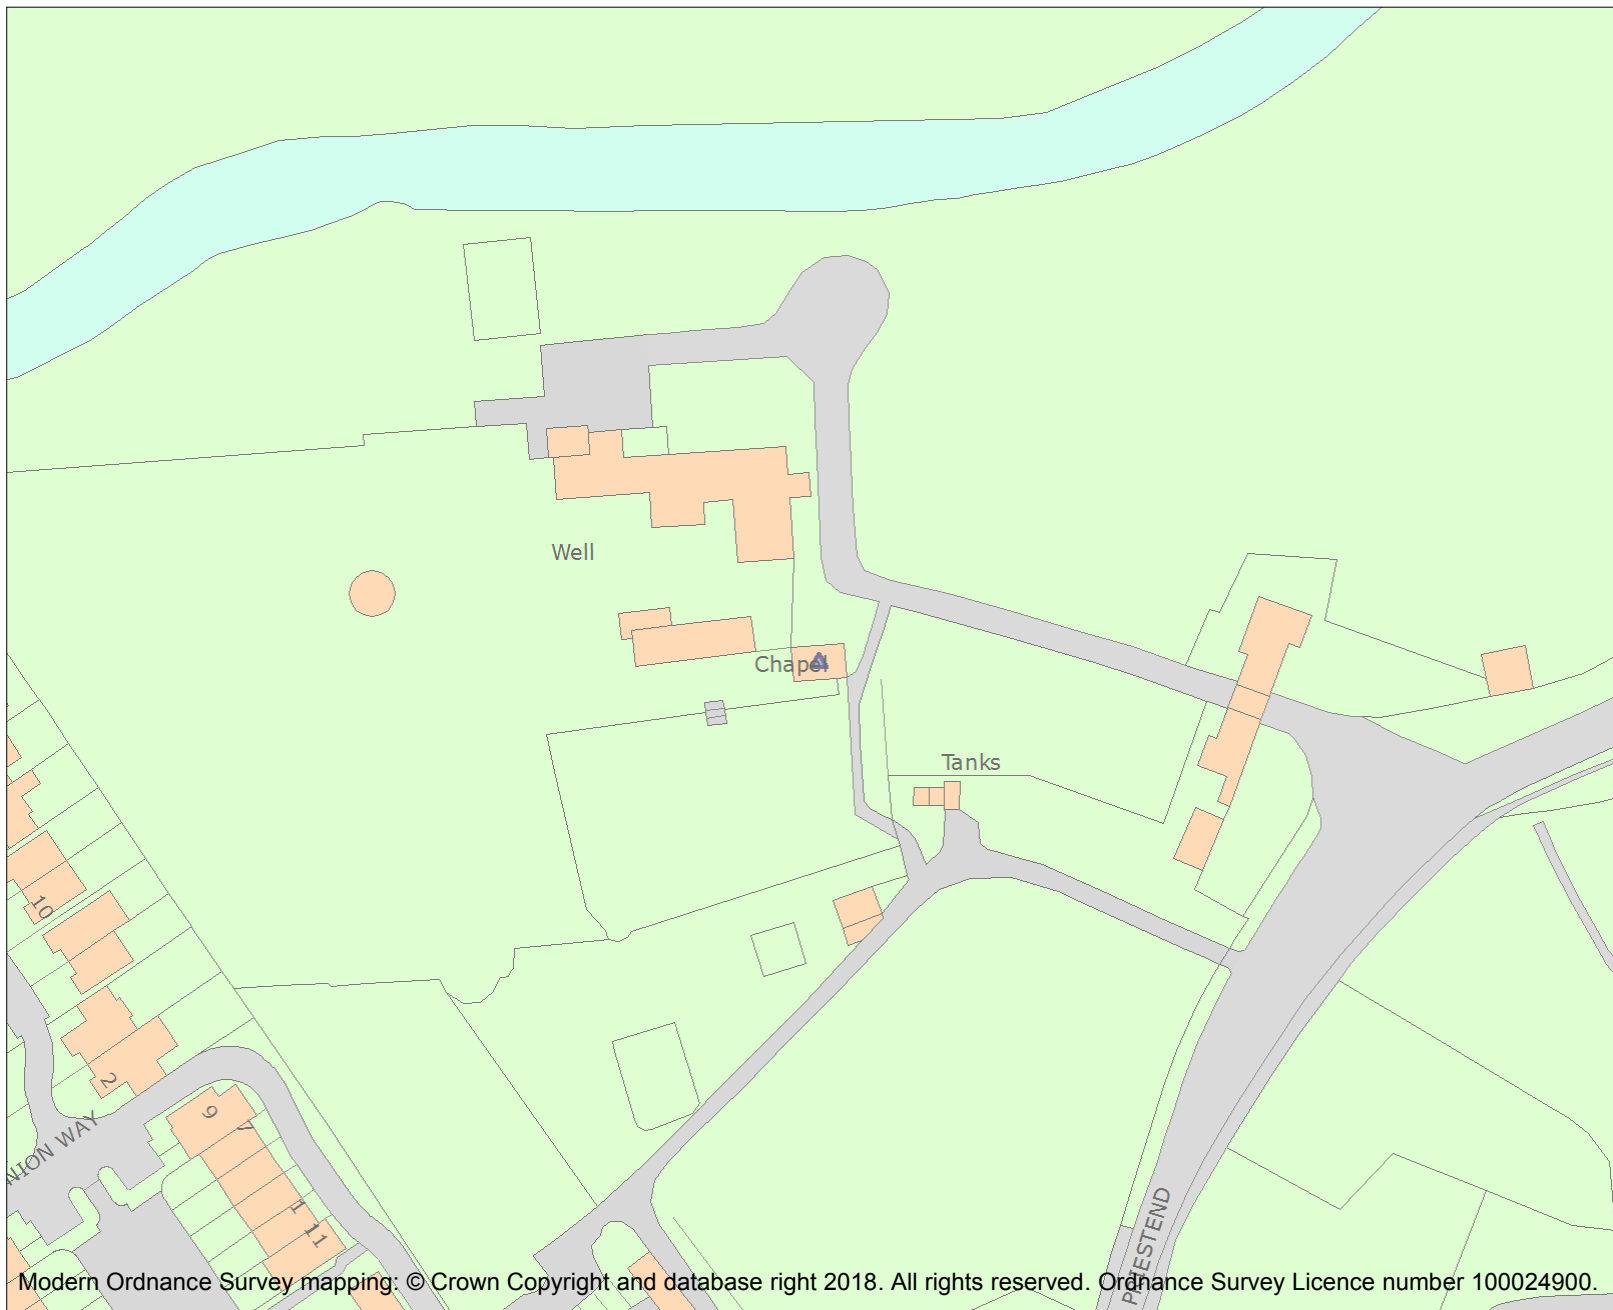 Well
Chapel
Tanks
10
2
9
7
NION WAY
1
11
PRIESTEND
Modern Ordnance Survey mapping: © Crown Copyright and database right 2018. All rights reserved. Ordnance Survey Licence number 100024900.